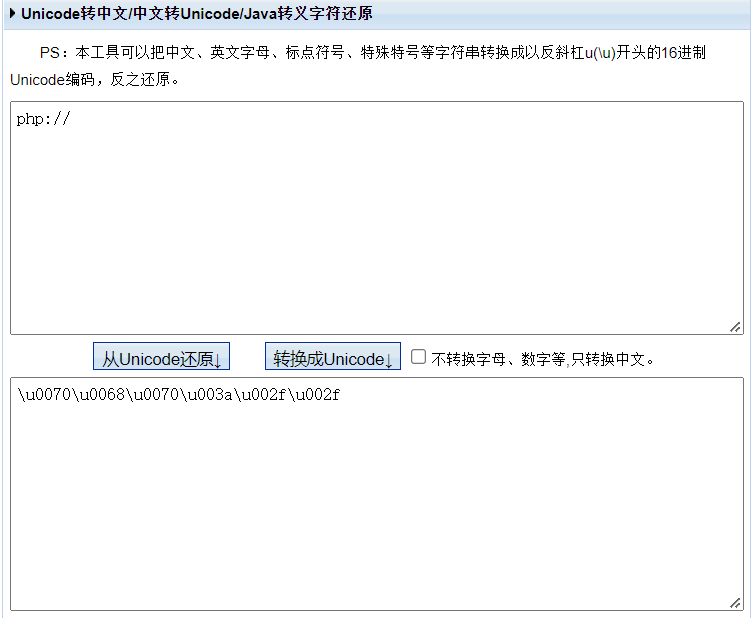 Unicode转中文/中文转Unicode/Java转义字符还原
PS：本工具可以把中文、英文字母、标点符号、特殊特号等字符串转换成以反斜杠u(\u)开头的16进制
Unicode编码，反之还原。
php://
从Unicode还原↓ 转换成Unicode↓ 不转换字母、数字等,只转换中文。
\u0070\u0068\u0070\u003a\u002f\u002f